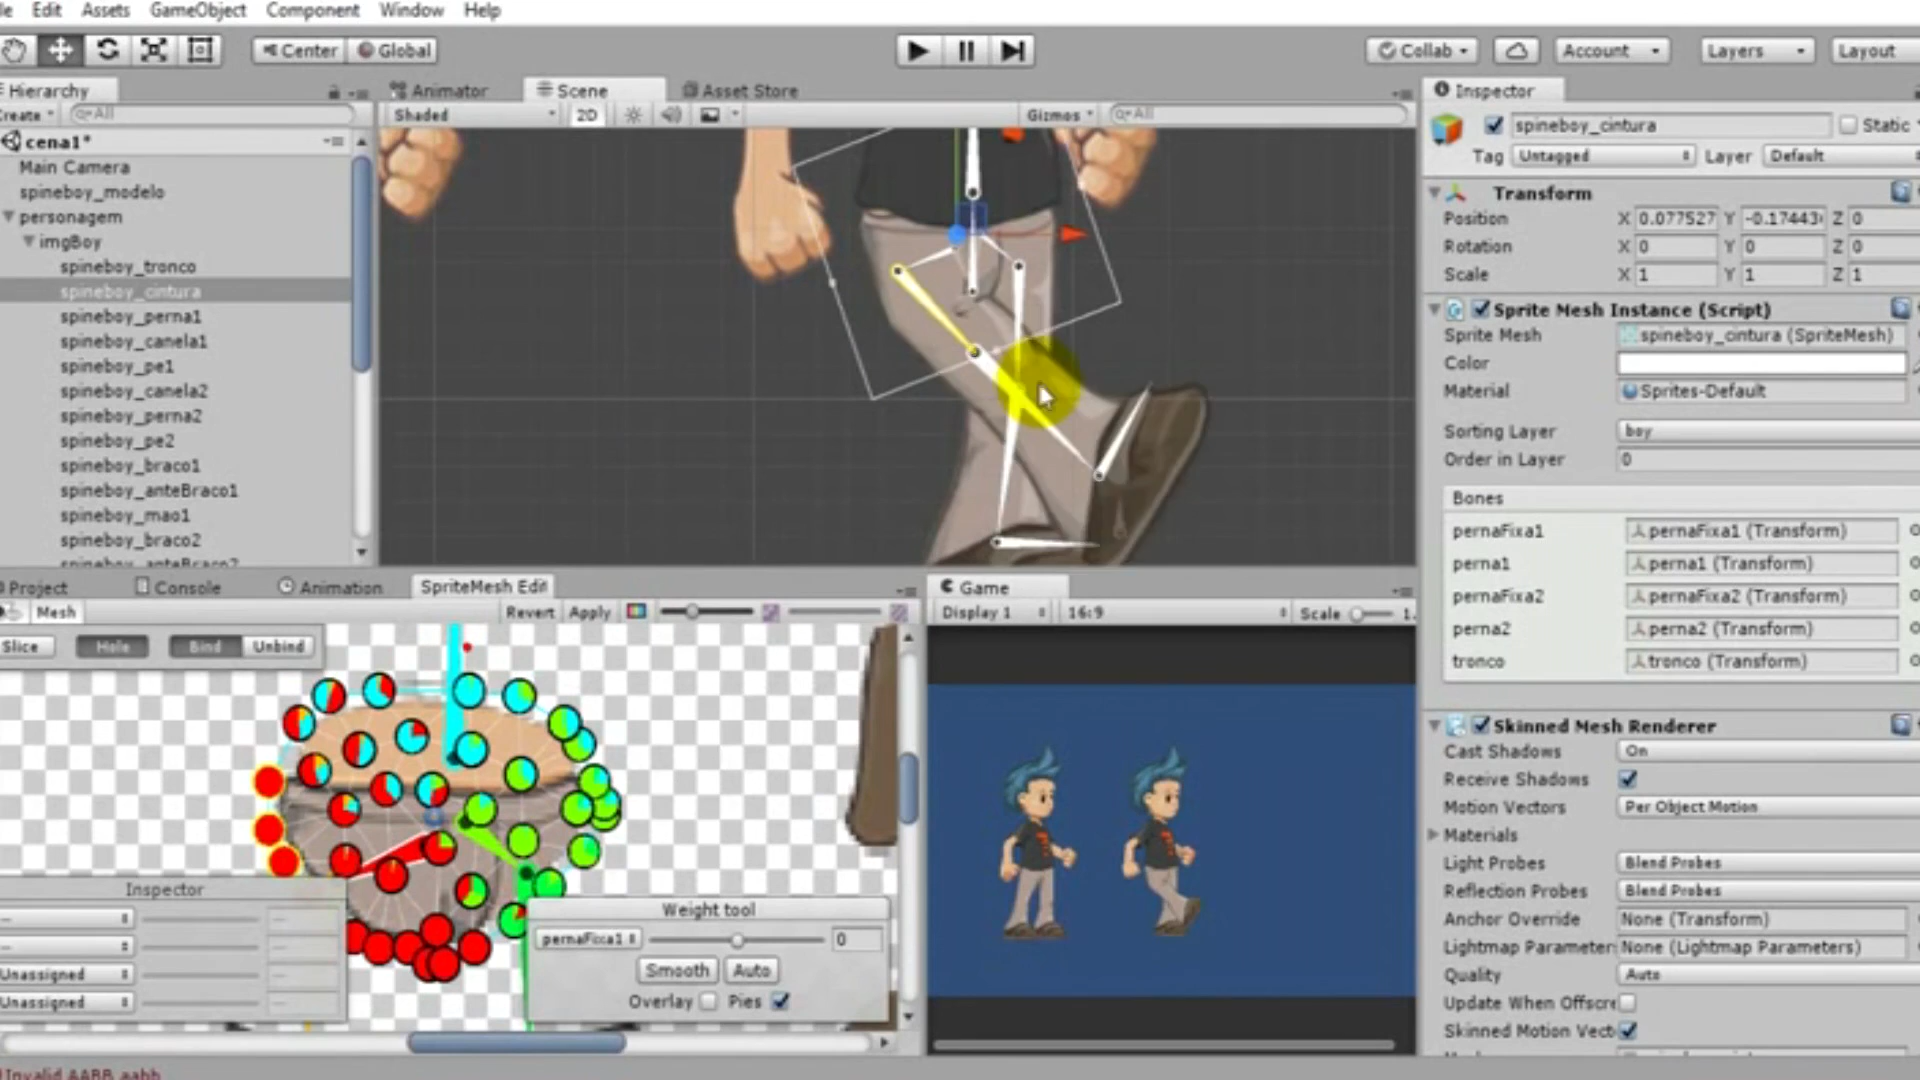 le Edit Assets GameObject Component Window Help
Center Global Collab Account Layers Layout
Hierarchy
reate All
cena1*
Main Camera
spineboy_modelo
personagem
imgBoy
spineboy_tronco
spineboy_cintura
spineboy_perna1
spineboy_canela1
spineboy_pe1
spineboy_canela2
spineboy_perna2
spineboy_pe2
spineboy_braco1
spineboy_anteBraco1
spineboy_mao1
spineboy_braco2
spineboy_anteBraco2
Animator Scene Asset Store
Shaded 2D Gizmos All
Inspector
spineboy_cintura Static
Tag Untagged Layer Default
Transform
Position X 0.077527 Y -0.1744 Z 0
Rotation X 0 Y 0 Z 0
Scale X 1 Y 1 Z 1
Sprite Mesh Instance (Script)
Sprite Mesh spineboy_cintura (SpriteMesh)
Color
Material Sprites-Default
Sorting Layer boy
Order in Layer 0
Bones
pernaFixa1 pernaFixa1 (Transform)
perna1 perna1 (Transform)
pernaFixa2 pernaFixa2 (Transform)
perna2 perna2 (Transform)
tronco tronco (Transform)
Skinned Mesh Renderer
Cast Shadows On
Receive Shadows
Motion Vectors Per Object Motion
Materials
Light Probes Blend Probes
Reflection Probes Blend Probes
Anchor Override None (Transform)
Lightmap Parameter None (Lightmap Parameters)
Quality Auto
Update When Offscre
Skinned Motion Vect
Project Console Animation SpriteMesh Edit
Mesh Revert Apply
Slice Hole Bind Unbind
Inspector
Unassigned
Unassigned
Weight tool
pernaFixa1 0
Smooth Auto
Overlay Pies
Game
Display 1 16:9 Scale 1.
Invalid AABB aabb